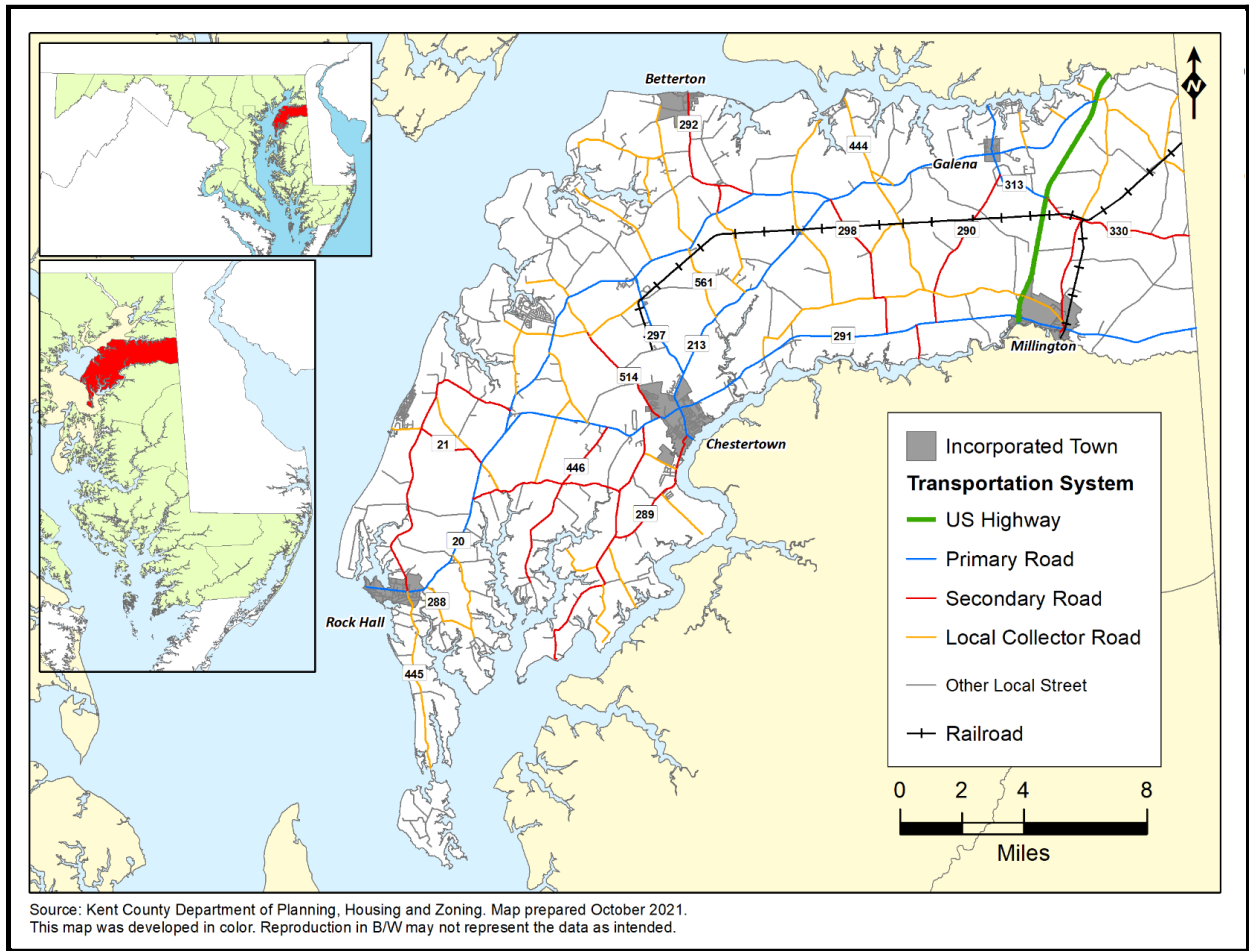 N
Betterton
292
444
Galena
313
298
290
330
561
297
213
291
Millington
514
Chestertown
21
446
289
20
288
Rock Hall
445
Incorporated Town
Transportation System
US Highway
Primary Road
Secondary Road
Local Collector Road
Other Local Street
Railroad
0 2 4 8
Miles
Source: Kent County Department of Planning, Housing and Zoning. Map prepared October 2021.
This map was developed in color. Reproduction in B/W may not represent the data as intended.